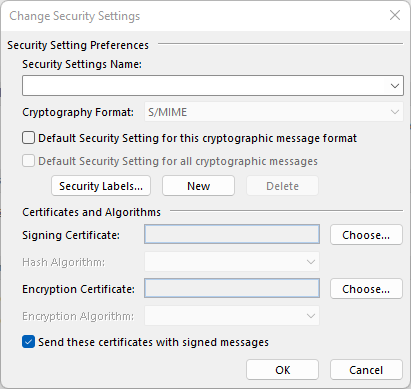 Change Security Settings
Security Setting Preferences
Security Settings Name:
Cryptography Format: S/MIME
Default Security Setting for this cryptographic message format
Default Security Setting for all cryptographic messages
Security Labels... New Delete
Certificates and Algorithms
Signing Certificate: Choose...
Hash Algorithm:
Encryption Certificate: Choose...
Encryption Algorithm:
Send these certificates with signed messages
OK Cancel